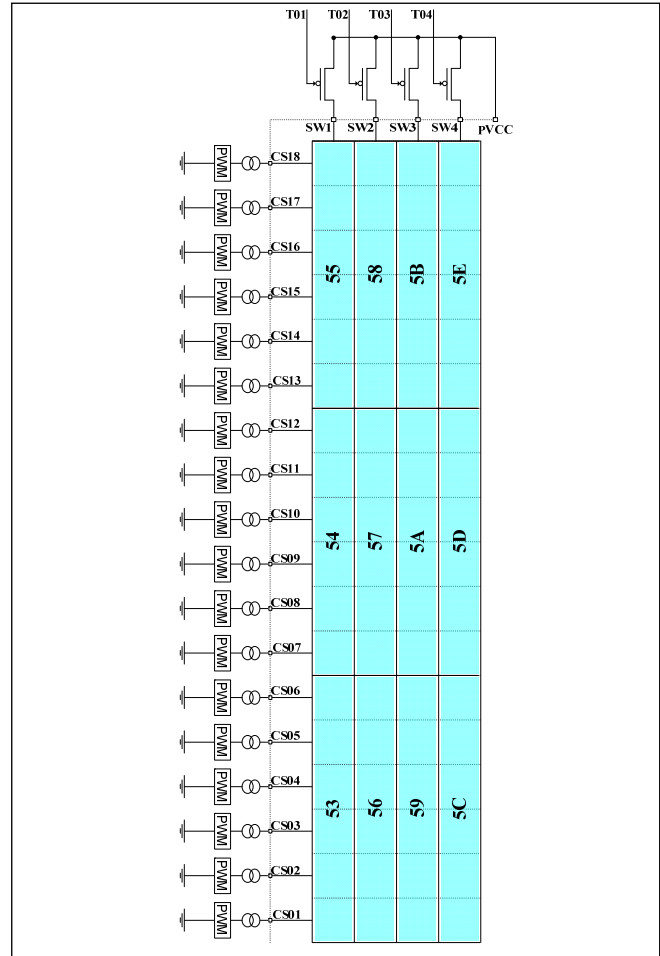 T01 T02 T03 T04
SW1 SW2 SW3 SW4 PVCC
PWM CS18
PWM CS17
PWM CS16
55 58 5B 5E
PWM CS15
PWM CS14
PWM CS13
PWM CS12
PWM CS11
PWM CS10
54 57 5A 5D
PWM CS09
PWM CS08
PWM CS07
PWM CS06
PWM CS05
PWM CS04
53 56 59 5C
PWM CS03
PWM CS02
PWM CS01